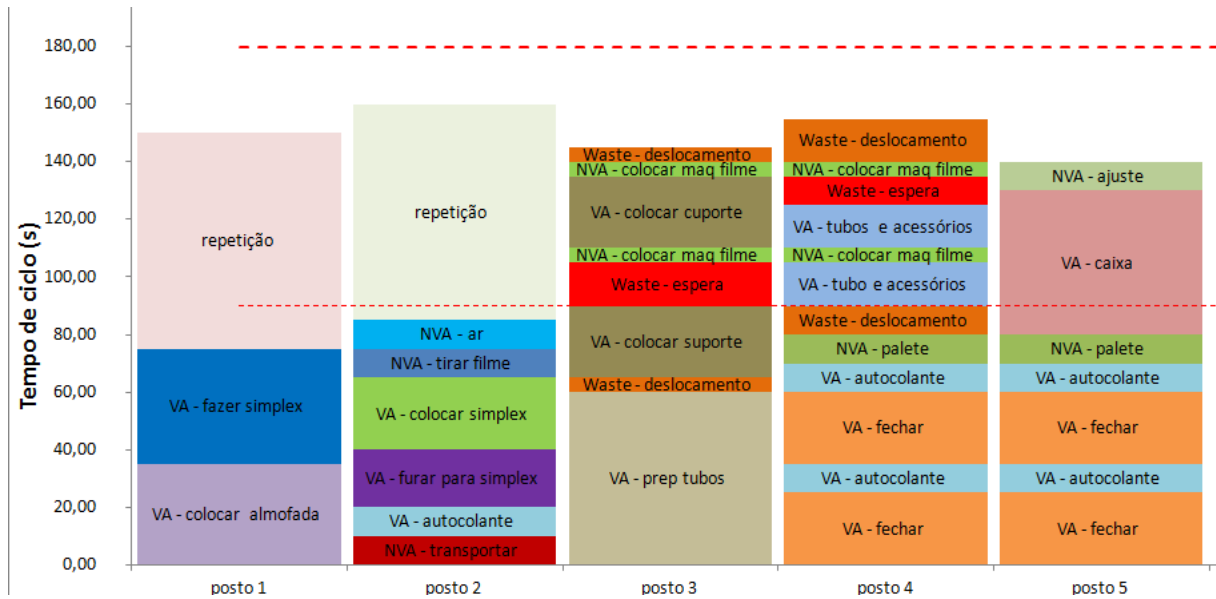 Tempo de ciclo (s)
180,00
160,00
140,00
120,00
100,00
80,00
60,00
40,00
20,00
0,00
repetição
VA - fazer simplex
VA - colocar almofada
posto 1
repetição
NVA - ar
NVA - tirar filme
VA - colocar simplex
VA - furar para simplex
VA - autocolante
NVA - transportar
posto 2
Waste - deslocamento
NVA - colocar maq filme
VA - colocar cuporte
NVA - colocar maq filme
Waste - espera
VA - colocar suporte
Waste - deslocamento
VA - prep tubos
posto 3
Waste - deslocamento
NVA - colocar maq filme
Waste - espera
VA - tubos e acessórios
NVA - colocar maq filme
VA - tubo e acessórios
Waste - deslocamento
NVA - palete
VA - autocolante
VA - fechar
VA - autocolante
VA - fechar
posto 4
NVA - ajuste
VA - caixa
NVA - palete
VA - autocolante
VA - fechar
VA - autocolante
VA - fechar
posto 5